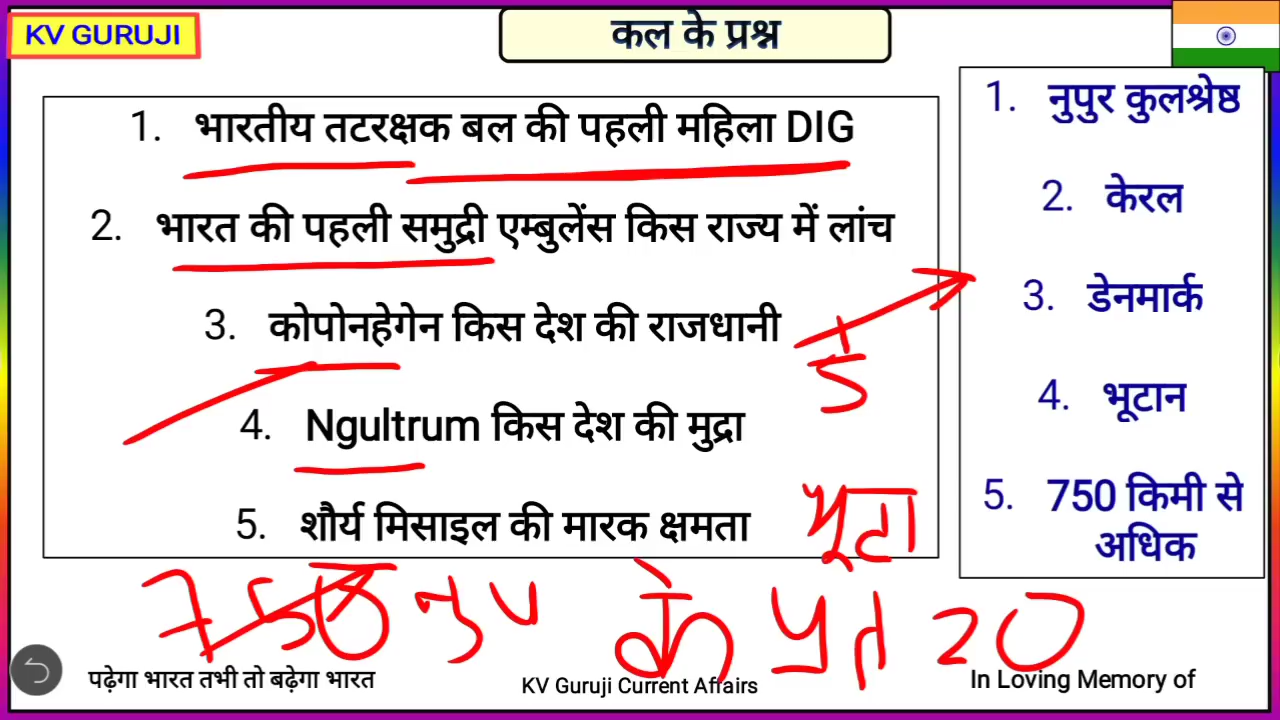 KV GURUJI
कल के प्रश्न
1. भारतीय तटरक्षक बल की पहली महिला DIG
2. भारत की पहली समुद्री एम्बुलेंस किस राज्य में लांच
3. कोपोनहेगेन किस देश की राजधानी
4. Ngultrum किस देश की मुद्रा
5. शौर्य मिसाइल की मारक क्षमता
1. नुपुर कुलश्रेष्ठ
2. केरल
3. डेनमार्क
4. भूटान
5. 750 किमी से
अधिक
भूटा
750 के 20
पढ़ेगा भारत तभी तो बढ़ेगा भारत
KV Guruji Current Affairs
In Loving Memory of